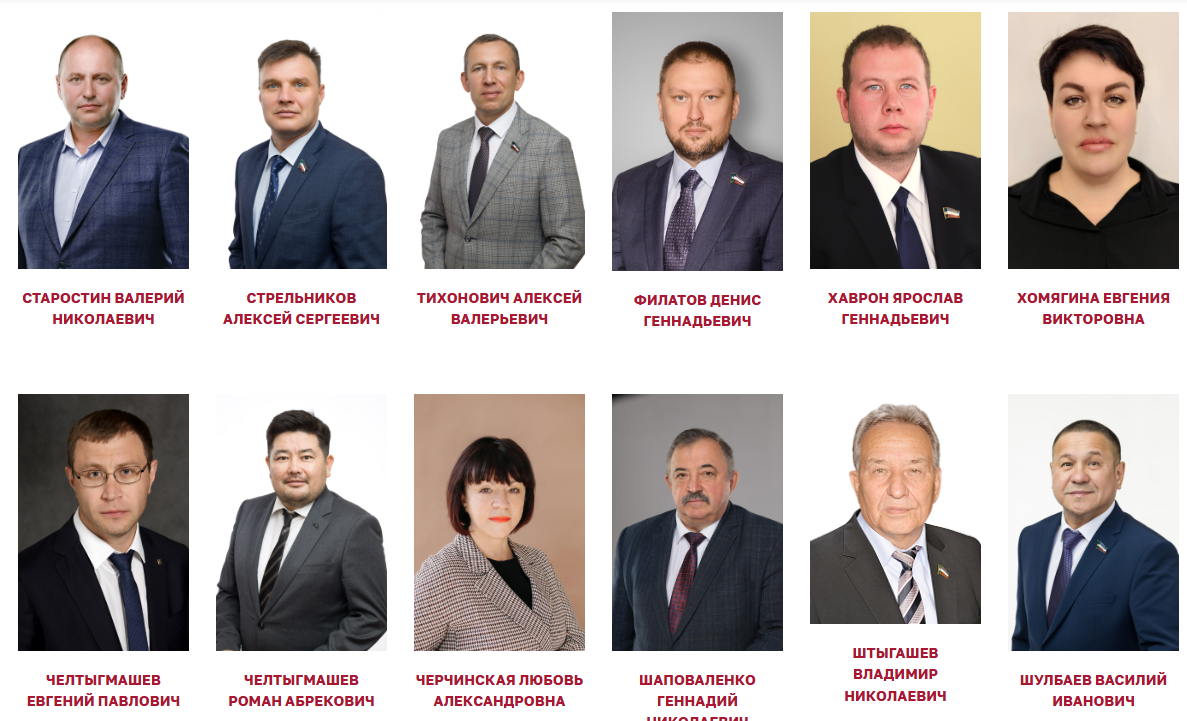 СТАРОСТИН ВАЛЕРИЙ
НИКОЛАЕВИЧ
СТРЕЛЬНИКОВ
АЛЕКСЕЙ СЕРГЕЕВИЧ
ТИХОНОВИЧ АЛЕКСЕЙ
ВАЛЕРЬЕВИЧ
ФИЛАТОВ ДЕНИС
ГЕННАДЬЕВИЧ
ХАВРОН ЯРОСЛАВ
ГЕННАДЬЕВИЧ
ХОМЯГИНА ЕВГЕНИЯ
ВИКТОРОВНА
ЧЕЛТЫГМАШЕВ
ЕВГЕНИЙ ПАВЛОВИЧ
ЧЕЛТЫГМАШЕВ
РОМАН АБРЕКОВИЧ
ЧЕРЧИНСКАЯ ЛЮБОВЬ
АЛЕКСАНДРОВНА
ШАПОВАЛЕНКО
ГЕННАДИЙ
НИКОЛАЕВИЧ
ШТЫГАШЕВ
ВЛАДИМИР
НИКОЛАЕВИЧ
ШУЛБАЕВ ВАСИЛИЙ
ИВАНОВИЧ